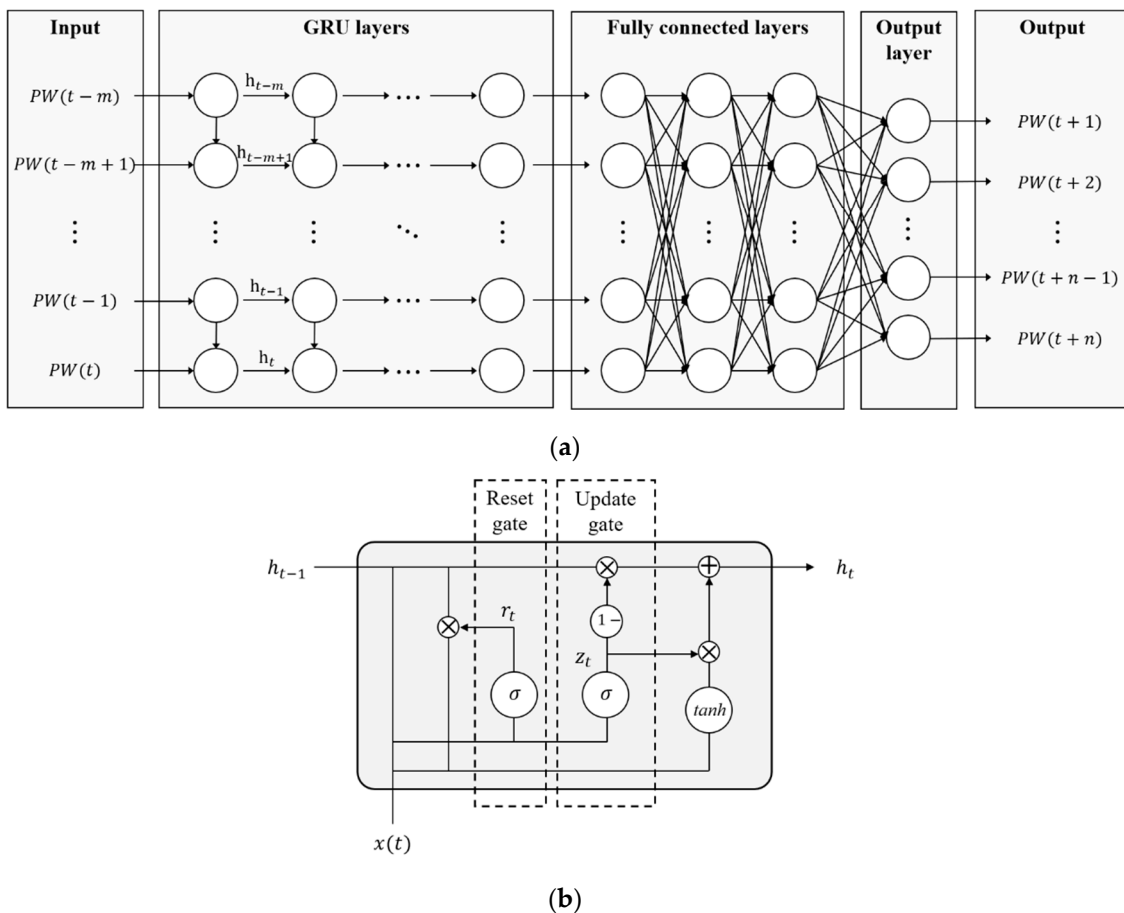 Input
GRU layers
Fully connected layers
Output layer
Output
PW(t − m)
h_{t−m}
PW(t + 1)
PW(t − m + 1)
h_{t−m+1}
PW(t + 2)
PW(t − 1)
h_{t−1}
PW(t + n − 1)
PW(t)
h_t
PW(t + n)
(a)
Reset gate
Update gate
h_{t−1}
h_t
r_t
1 −
z_t
σ
σ
tanh
x(t)
(b)